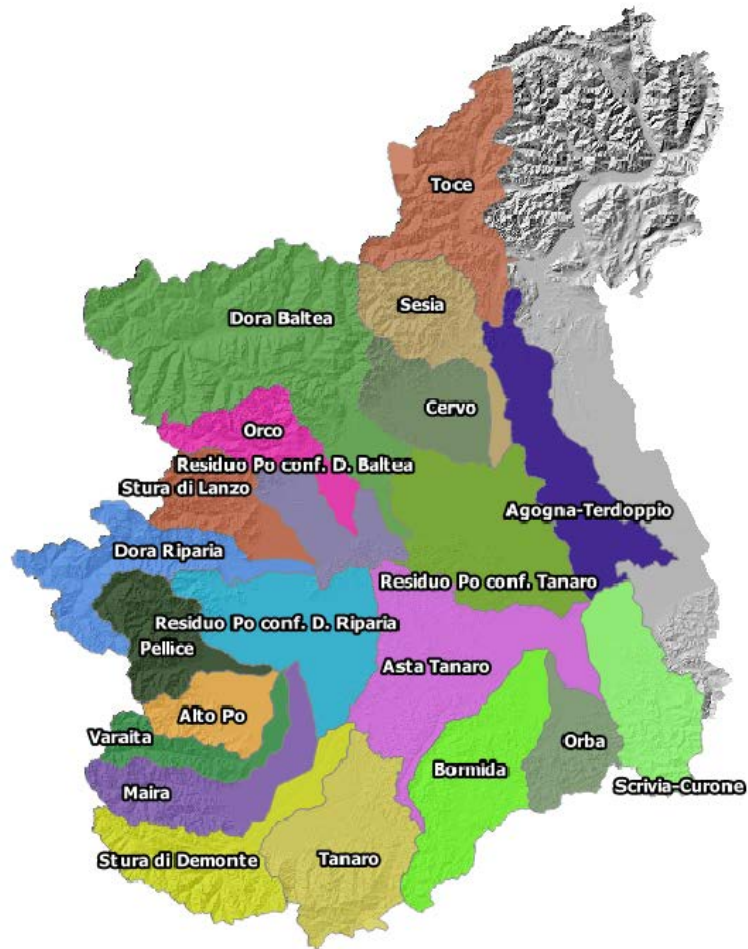 Toce
Sesia
Dora Baltea
Cervo
Orco
Residuo Po conf. D. Baltea
Stura di Lanzo
Agogna-Terdoppio
Dora Riparia
Residuo Po conf. Tanaro
Residuo Po conf. D. Riparia
Pellice
Asta Tanaro
Alto Po
Varaita
Orba
Bormida
Scrivia-Curone
Maira
Stura di Demonte
Tanaro